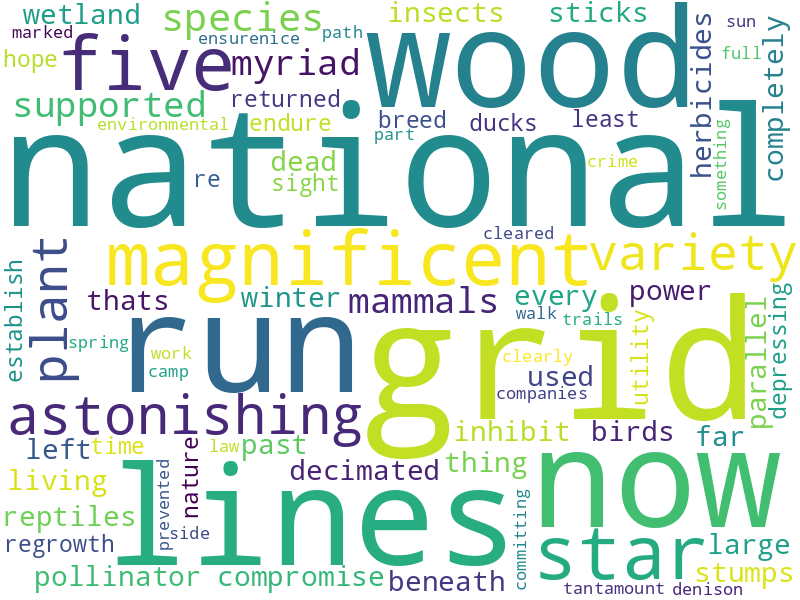 wetland species insects sticks sun
marked five ensurenice path wood herbicides full completely
hope myriad
supported returned breed ducks least
environmental endure part something
national dead crime
re sight
cleared
magnificent variety
establish plant thats winter mammals every power
spring run grid walk trails utility parallel depressing
work clearly
camp used
companies
astonishing inhibit birds far
left time nature law past
living decimated thing now
reptiles lines prevented
regrowth side committing star large
pollinator compromise beneath stumps
tantamount denison